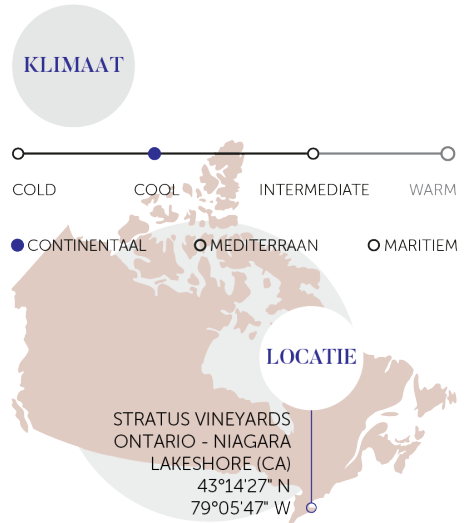 KLIMAAT
COLD COOL INTERMEDIATE WARM
CONTINENTAAL MEDITERRAAN MARITIEM
LOCATIE
STRATUS VINEYARDS
ONTARIO - NIAGARA
LAKESHORE (CA)
43°14'27" N
79°05'47" W